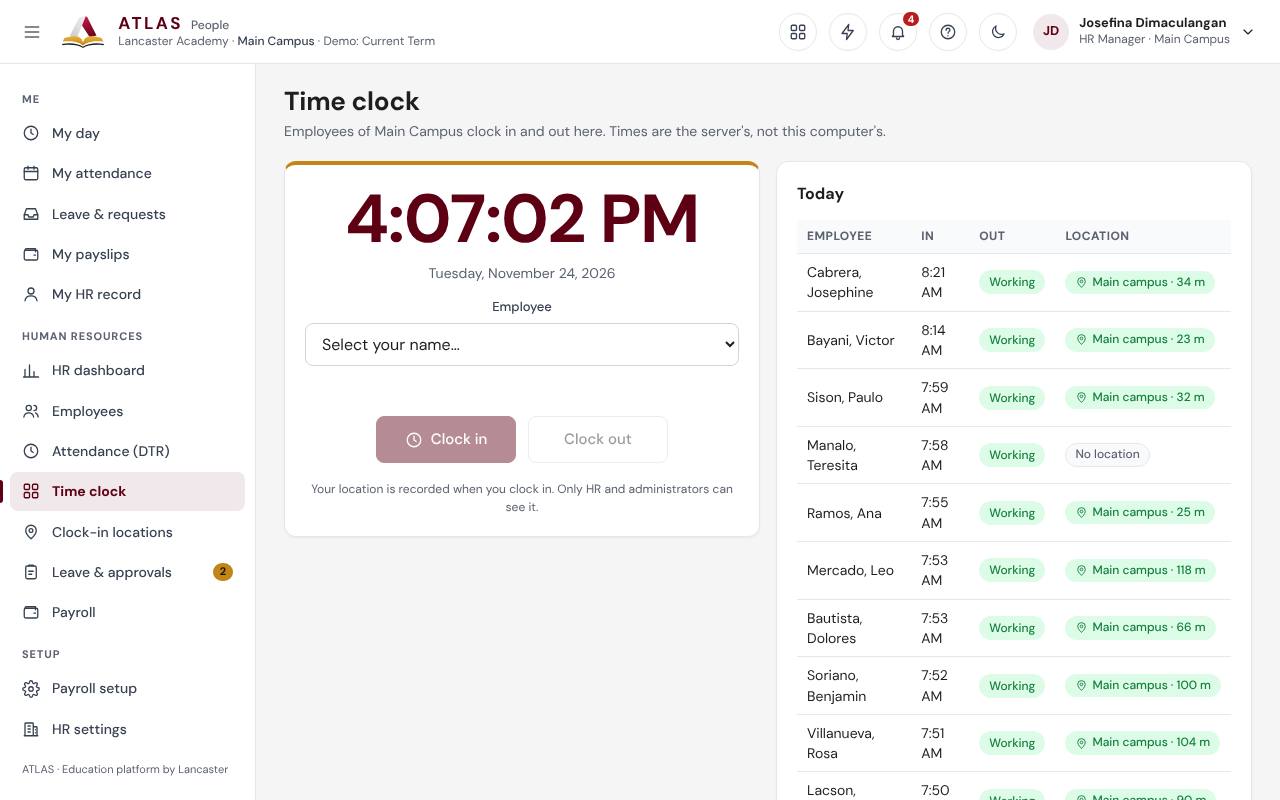 ATLAS People
Lancaster Academy · Main Campus · Demo: Current Term
4
JD
Josefina Dimaculangan
HR Manager · Main Campus
ME
My day
My attendance
Leave & requests
My payslips
My HR record
HUMAN RESOURCES
HR dashboard
Employees
Attendance (DTR)
Time clock
Clock-in locations
Leave & approvals 2
Payroll
SETUP
Payroll setup
HR settings
ATLAS · Education platform by Lancaster
Time clock
Employees of Main Campus clock in and out here. Times are the server's, not this computer's.
4:07:02 PM
Tuesday, November 24, 2026
Employee
Select your name...
Clock in
Clock out
Your location is recorded when you clock in. Only HR and administrators can
see it.
Today
EMPLOYEE IN OUT LOCATION
Cabrera, Josephine 8:21 AM Working Main campus · 34 m
Bayani, Victor 8:14 AM Working Main campus · 23 m
Sison, Paulo 7:59 AM Working Main campus · 32 m
Manalo, Teresita 7:58 AM Working No location
Ramos, Ana 7:55 AM Working Main campus · 25 m
Mercado, Leo 7:53 AM Working Main campus · 118 m
Bautista, Dolores 7:53 AM Working Main campus · 66 m
Soriano, Benjamin 7:52 AM Working Main campus · 100 m
Villanueva, Rosa 7:51 AM Working Main campus · 104 m
Lacson, 7:50 Working Main campus · 90 m